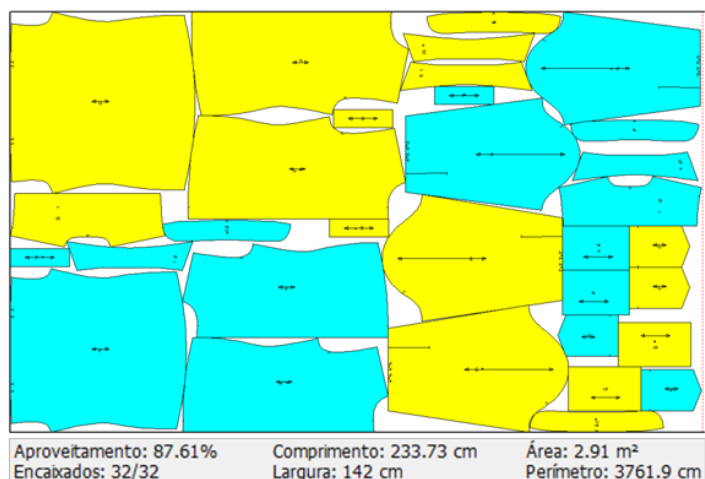 Aproveitamento: 87.61% Comprimento: 233.73 cm Área: 2.91 m²
Encaixados: 32/32 Largura: 142 cm Perímetro: 3761.9 cm